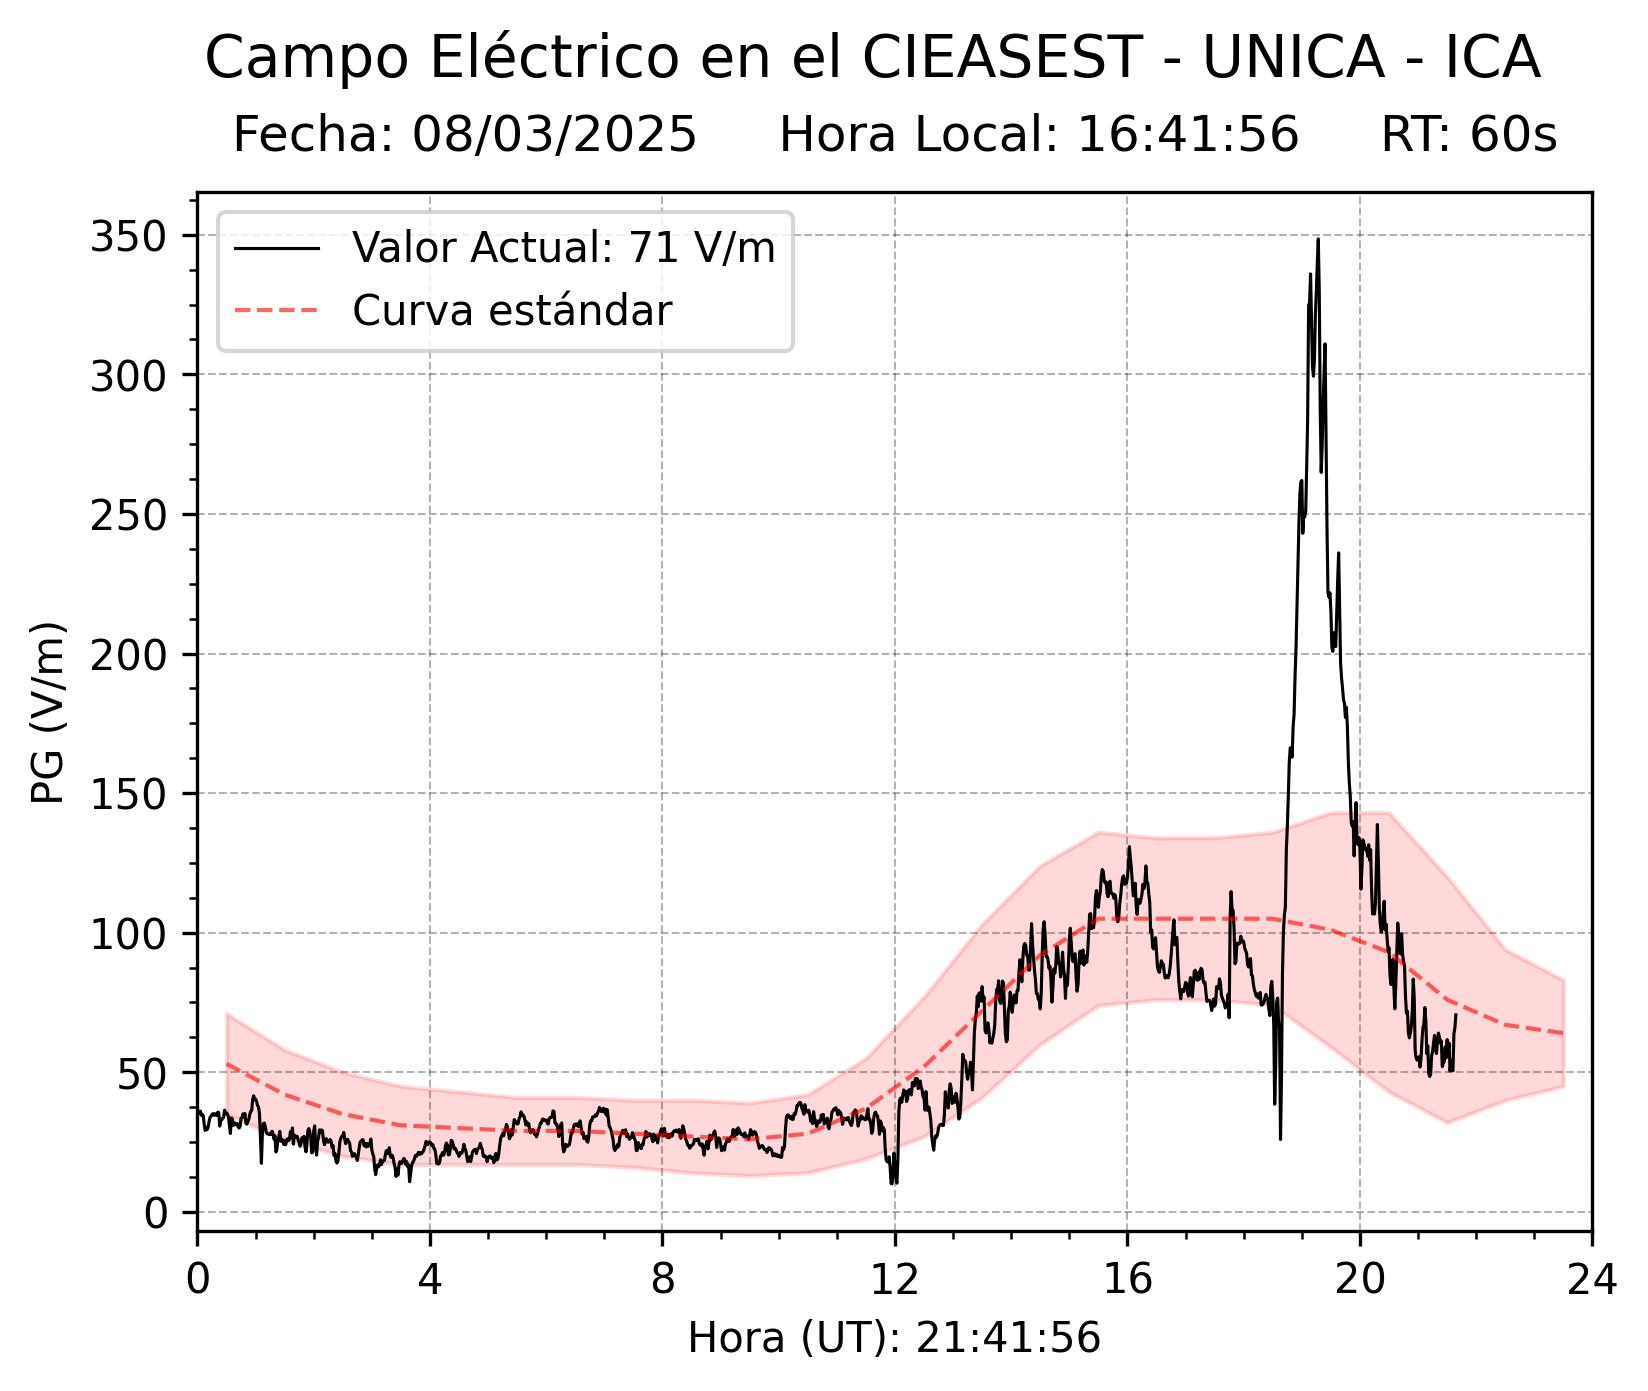 Campo Eléctrico en el CIEASEST - UNICA - ICA
Fecha: 08/03/2025 Hora Local: 16:41:56 RT: 60s
Valor Actual: 71 V/m
Curva estándar
350
300
250
200
150
100
50
0
PG (V/m)
0 4 8 12 16 20 24
Hora (UT): 21:41:56